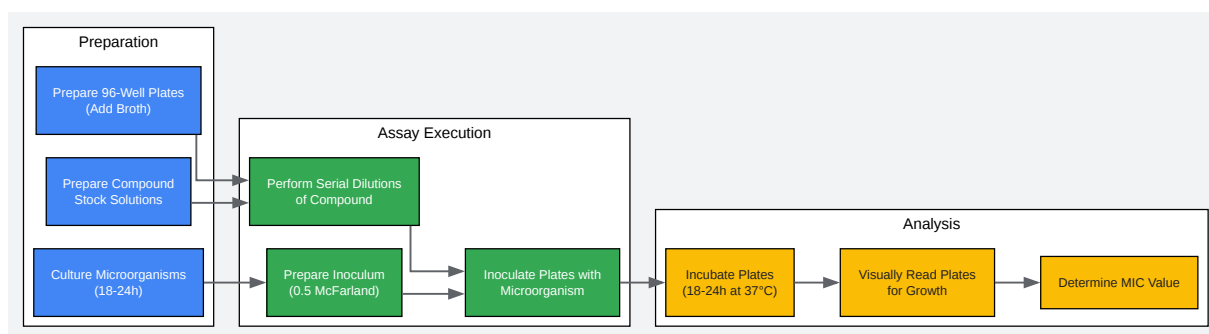 Preparation
Prepare 96-Well Plates
(Add Broth)
Prepare Compound
Stock Solutions
Culture Microorganisms
(18-24h)
Assay Execution
Perform Serial Dilutions
of Compound
Prepare Inoculum
(0.5 McFarland)
Inoculate Plates with
Microorganism
Analysis
Incubate Plates
(18-24h at 37°C)
Visually Read Plates
for Growth
Determine MIC Value